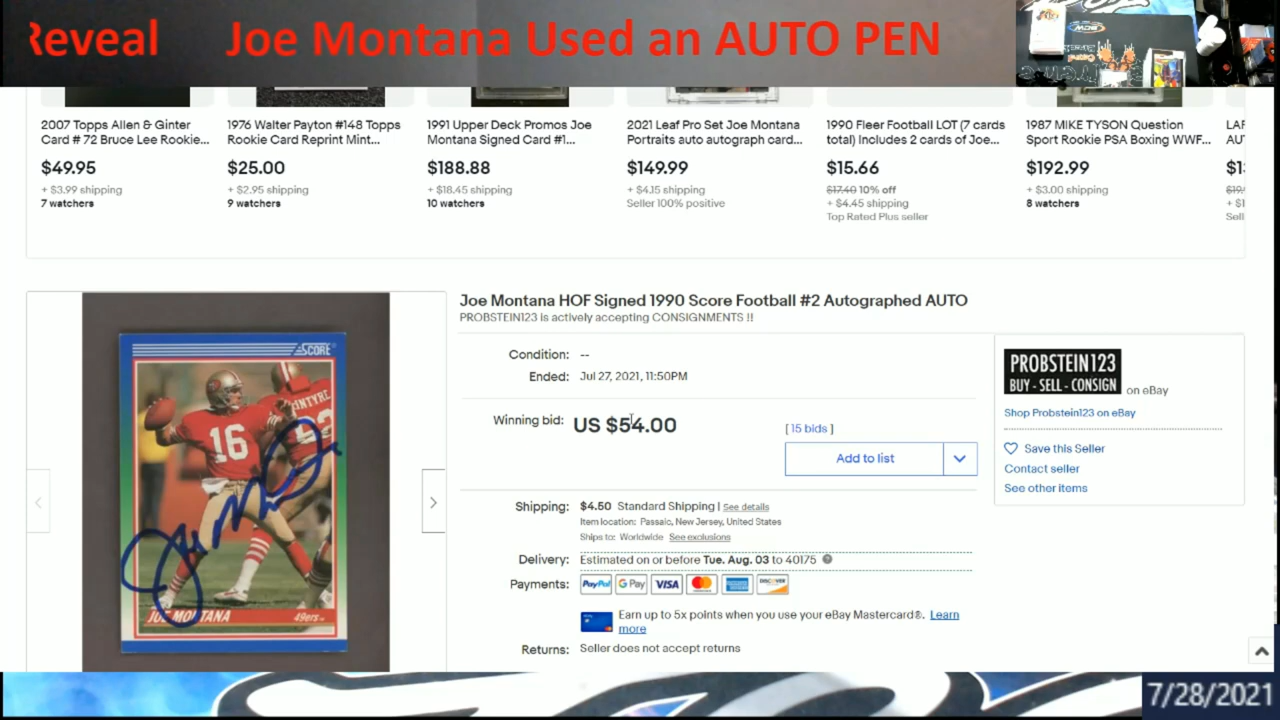 Reveal Joe Montana Used an AUTO PEN
2007 Topps Allen & Ginter
Card # 72 Bruce Lee Rookie...
$49.95
+ $3.99 shipping
7 watchers
1976 Walter Payton #148 Topps
Rookie Card Reprint Mint...
$25.00
+ $2.95 shipping
9 watchers
1991 Upper Deck Promos Joe
Montana Signed Card #1...
$188.88
+ $18.45 shipping
10 watchers
2021 Leaf Pro Set Joe Montana
Portraits auto autograph card...
$149.99
+ $4.15 shipping
Seller 100% positive
1990 Fleer Football LOT (7 cards
total) Includes 2 cards of Joe...
$15.66
$17.40 10% off
+ $4.45 shipping
Top Rated Plus seller
1987 MIKE TYSON Question
Sport Rookie PSA Boxing WWF...
$192.99
+ $3.00 shipping
8 watchers
SCORE
16
JOE MONTANA
49ers
Joe Montana HOF Signed 1990 Score Football #2 Autographed AUTO
PROBSTEIN123 is actively accepting CONSIGNMENTS !!
Condition: --
Ended: Jul 27, 2021, 11:50PM
Winning bid: US $54.00
[ 15 bids ]
Add to list
Shipping: $4.50 Standard Shipping | See details
Item location: Passaic, New Jersey, United States
Ships to: Worldwide See exclusions
Delivery: Estimated on or before Tue. Aug. 03 to 40175
Payments: PayPal G Pay VISA DISCOVER
Earn up to 5x points when you use your eBay Mastercard®. Learn
more
Returns: Seller does not accept returns
PROBSTEIN123
BUY - SELL - CONSIGN
on eBay
Shop Probstein123 on eBay
Save this Seller
Contact seller
See other items
7/28/2021